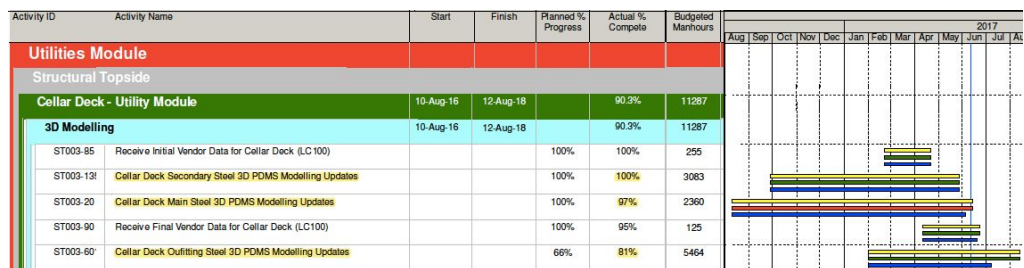 Activity ID Activity Name Start Finish Planned % Progress Actual % Compete Budgeted Manhours 2017
Aug Sep Oct Nov Dec Jan Feb Mar Apr May Jun Jul Au
Utilities Module
Structural Topside
Cellar Deck - Utility Module 10-Aug-16 12-Aug-18 90.3% 11287
3D Modelling 10-Aug-16 12-Aug-18 90.3% 11287
ST003-85 Receive Initial Vendor Data for Cellar Deck (LC100) 100% 100% 255
ST003-13! Cellar Deck Secondary Steel 3D PDMS Modelling Updates 100% 100% 3083
ST003-20 Cellar Deck Main Steel 3D PDMS Modelling Updates 100% 97% 2360
ST003-90 Receive Final Vendor Data for Cellar Deck (LC100) 100% 95% 125
ST003-60 Cellar Deck Oufitting Steel 3D PDMS Modelling Updates 66% 81% 5464